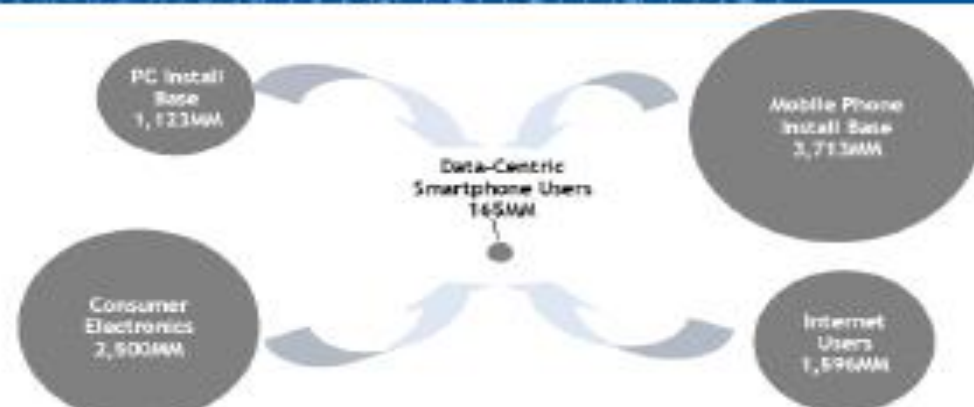 PC Install
Base
1,123MM
Mobile Phone
Install Base
3,713MM
Data-Centric
Smartphone Users
165MM
Consumer
Electronics
2,500MM
Internet
Users
1,596MM